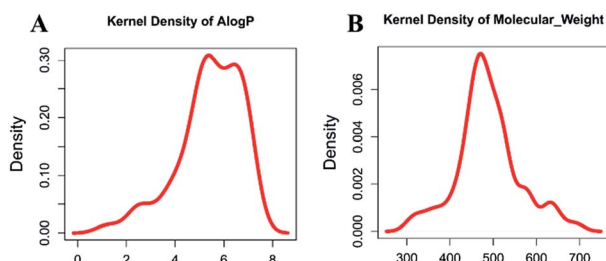 A
Kernel Density of AlogP
Density
0.00 0.10 0.20 0.30
0 2 4 6 8
B
Kernel Density of Molecular_Weight
Density
0.000 0.002 0.004 0.006
300 400 500 600 700